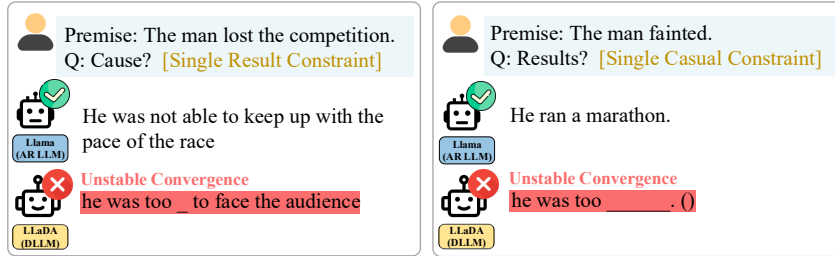 Premise: The man lost the competition.
Q: Cause? [Single Result Constraint]
He was not able to keep up with the
pace of the race
Llama
(AR LLM)
Unstable Convergence
he was too _ to face the audience
LLaDA
(DLLM)
Premise: The man fainted.
Q: Results? [Single Casual Constraint]
He ran a marathon.
Llama
(AR LLM)
Unstable Convergence
he was too ______. ()
LLaDA
(DLLM)